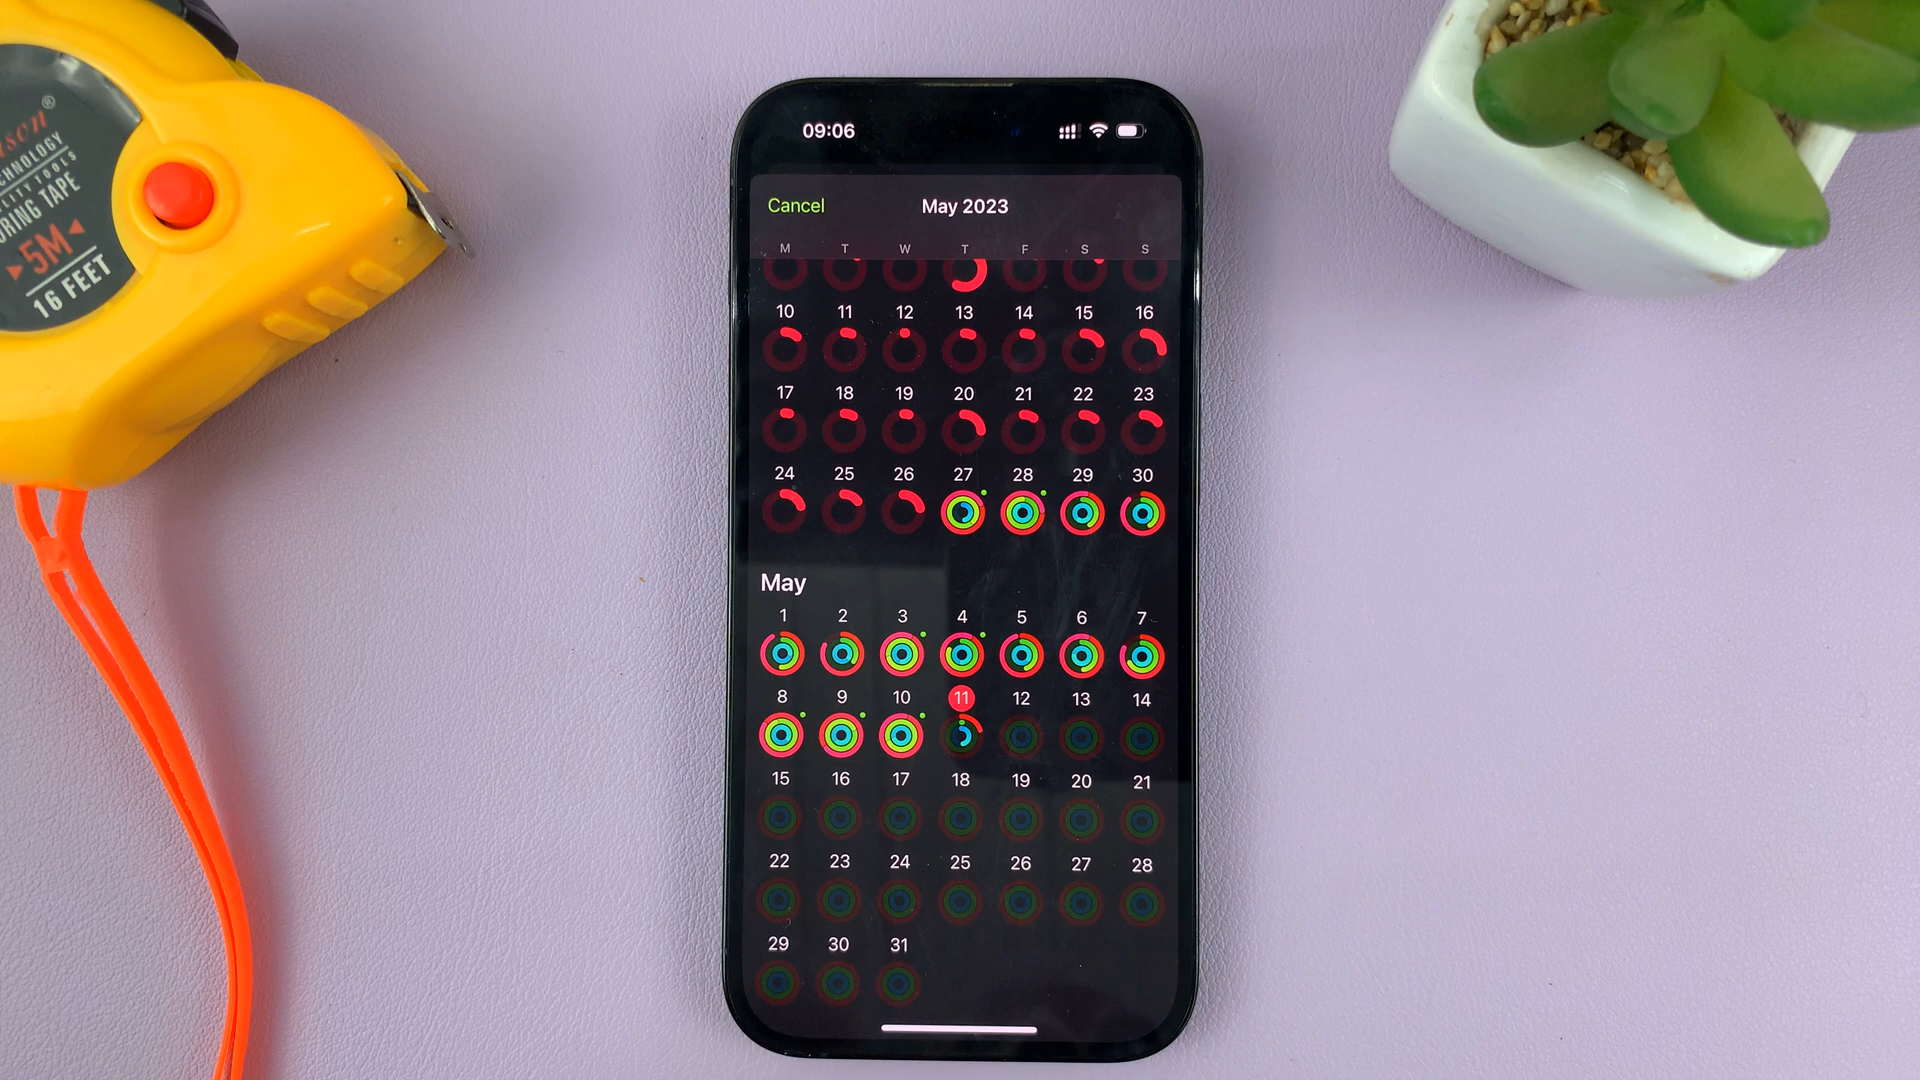 CHNOLOGY
LITY TOOLS
RING TAPE
5M
16 FEET
09:06
Cancel
May 2023
M T W T F S S
10 11 12 13 14 15 16
17 18 19 20 21 22 23
24 25 26 27 28 29 30
May
1 2 3 4 5 6 7
8 9 10 11 12 13 14
15 16 17 18 19 20 21
22 23 24 25 26 27 28
29 30 31